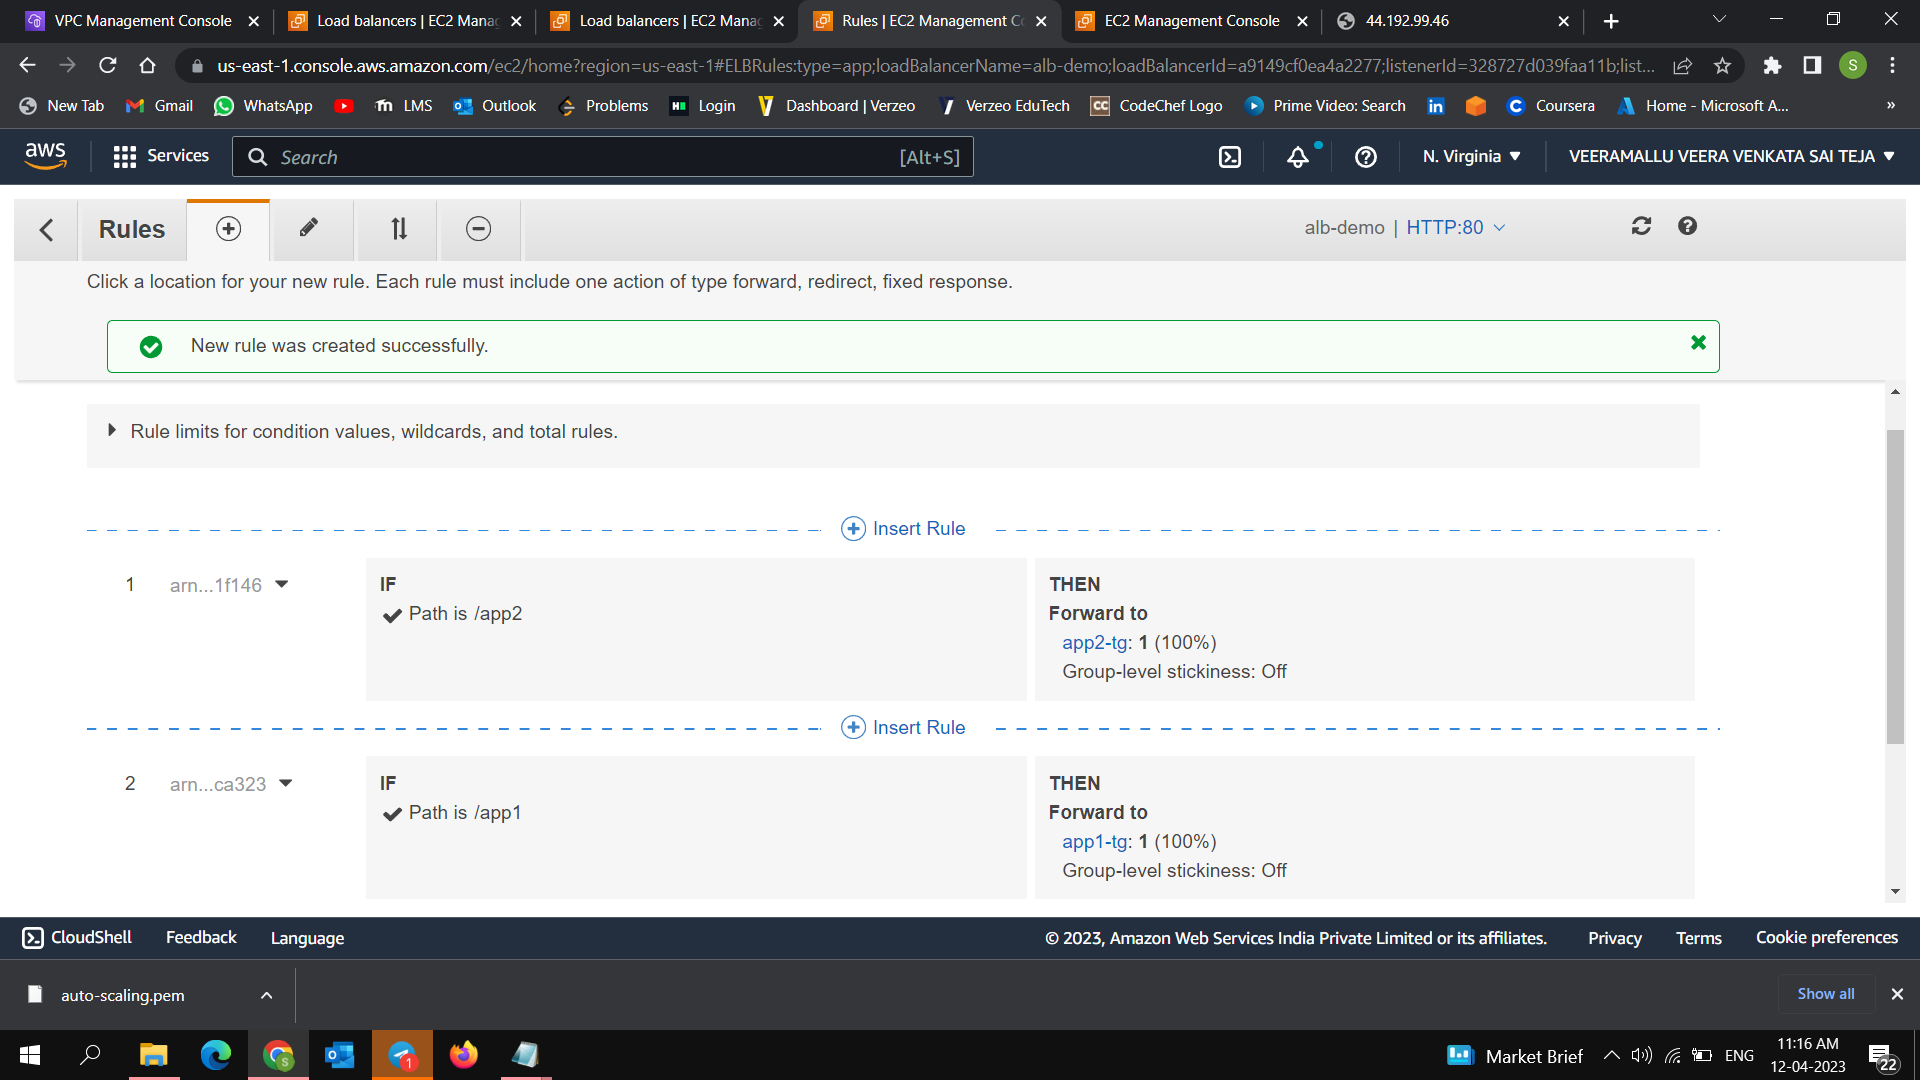 VPC Management Console
Load balancers | EC2 Manag
Load balancers | EC2 Manag
Rules | EC2 Management Co
EC2 Management Console
44.192.99.46
us-east-1.console.aws.amazon.com/ec2/home?region=us-east-1#ELBRules:type=app;loadBalancerName=alb-demo;loadBalancerId=a9149cf0ea4a2277;listenerId=328727d039faa11b;list...
S
New Tab
Gmail
WhatsApp
LMS
Outlook
Problems
Login
Dashboard | Verzeo
Verzeo EduTech
CodeChef Logo
Prime Video: Search
Coursera
Home - Microsoft A...
»
aws
Services
Search
[Alt+S]
N. Virginia
VEERAMALLU VEERA VENKATA SAI TEJA
Rules
alb-demo | HTTP:80
Click a location for your new rule. Each rule must include one action of type forward, redirect, fixed response.
New rule was created successfully.
Rule limits for condition values, wildcards, and total rules.
Insert Rule
1
arn...1f146
IF
Path is /app2
THEN
Forward to
app2-tg: 1 (100%)
Group-level stickiness: Off
Insert Rule
2
arn...ca323
IF
Path is /app1
THEN
Forward to
app1-tg: 1 (100%)
Group-level stickiness: Off
CloudShell
Feedback
Language
© 2023, Amazon Web Services India Private Limited or its affiliates.
Privacy
Terms
Cookie preferences
auto-scaling.pem
Show all
Market Brief
ENG
11:16 AM
12-04-2023
22